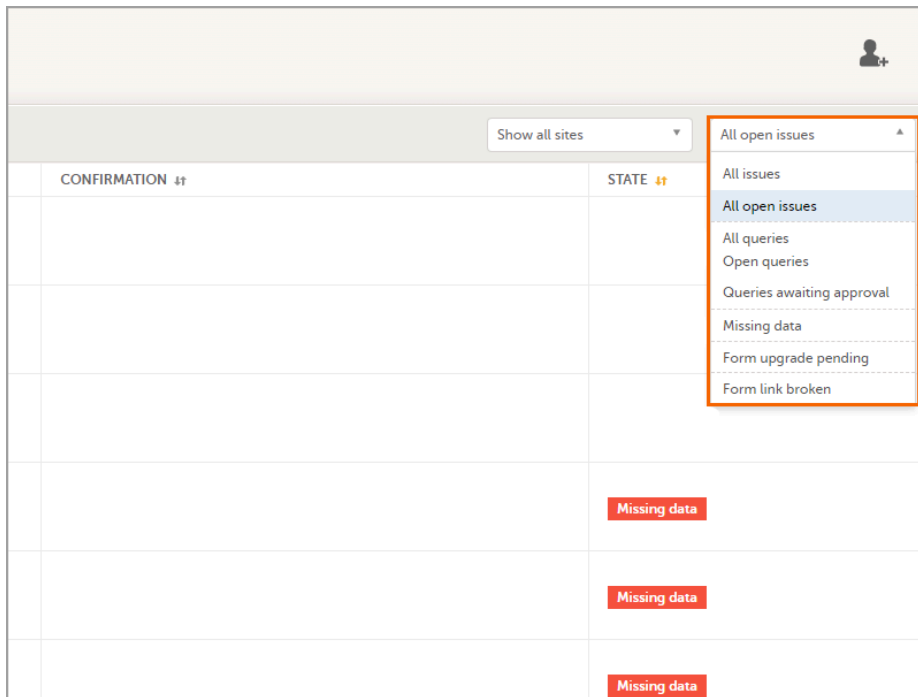 Show all sites
All open issues
CONFIRMATION
STATE
All issues
All open issues
All queries
Open queries
Queries awaiting approval
Missing data
Form upgrade pending
Form link broken
Missing data
Missing data
Missing data